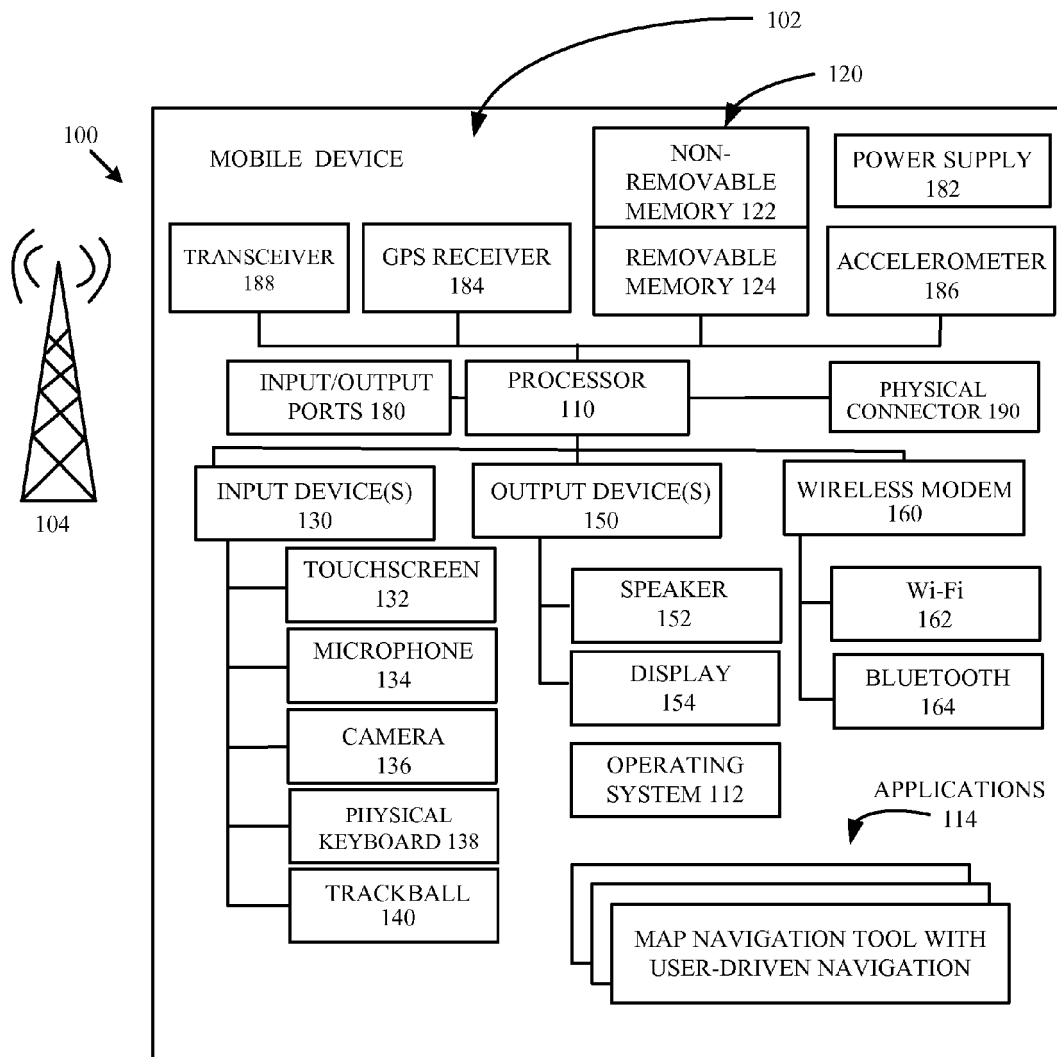 102
120
100
MOBILE DEVICE
NON-
REMOVABLE
MEMORY 122
POWER SUPPLY
182
TRANSCEIVER
188
GPS RECEIVER
184
REMOVABLE
MEMORY 124
ACCELEROMETER
186
INPUT/OUTPUT
PORTS 180
PROCESSOR
110
PHYSICAL
CONNECTOR 190
104
INPUT DEVICE(S)
130
OUTPUT DEVICE(S)
150
WIRELESS MODEM
160
TOUCHSCREEN
132
SPEAKER
152
Wi-Fi
162
MICROPHONE
134
DISPLAY
154
BLUETOOTH
164
CAMERA
136
OPERATING
SYSTEM 112
PHYSICAL
KEYBOARD 138
APPLICATIONS
114
TRACKBALL
140
MAP NAVIGATION TOOL WITH
USER-DRIVEN NAVIGATION